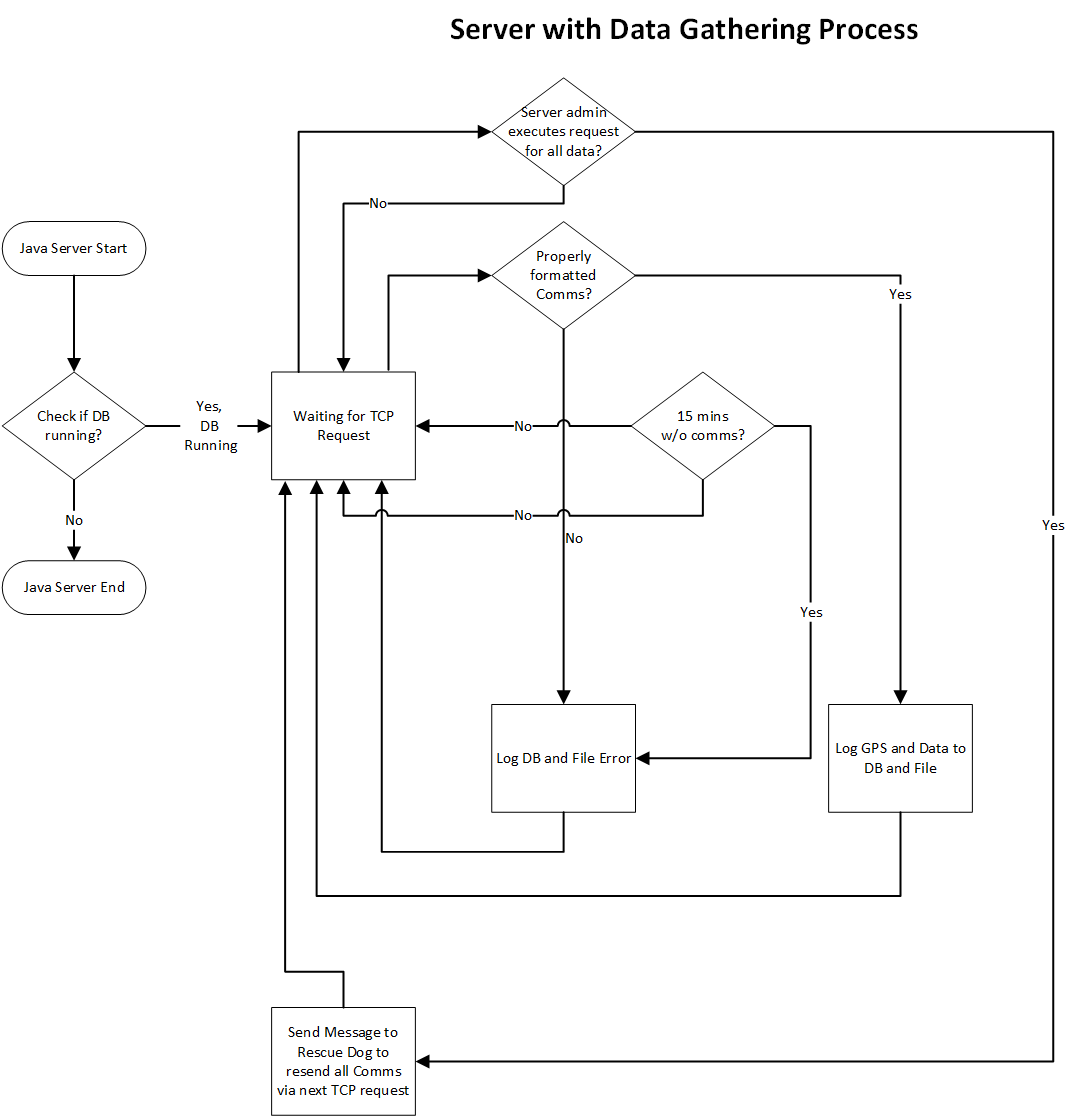 Server with Data Gathering Process
Server admin
executes request
for all data?
No
Java Server Start
Properly
formatted
Comms?
Yes
Check if DB
running?
Yes,
DB
Running
Waiting for TCP
Request
No
15 mins
w/o comms?
No
No
No
Yes
Java Server End
Yes
Log DB and File Error
Log GPS and Data to
DB and File
Send Message to
Rescue Dog to
resend all Comms
via next TCP request